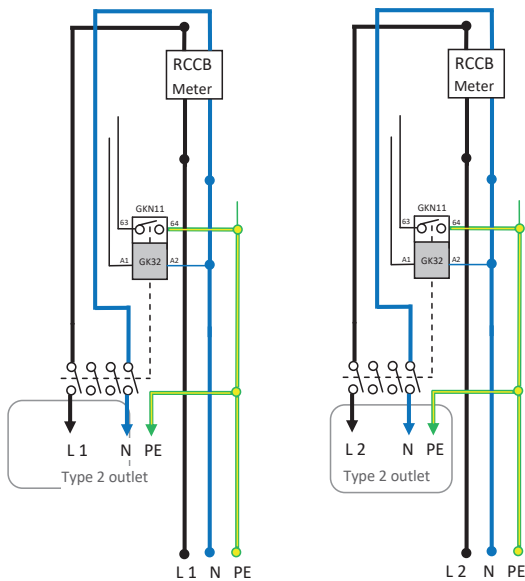 RCCB
Meter
GKN11
63
64
A1
GK32
A2
L 1
N
PE
Type 2 outlet
L 1
N
PE
RCCB
Meter
GKN11
63
64
A1
GK32
A2
L 2
N
PE
Type 2 outlet
L 2
N
PE